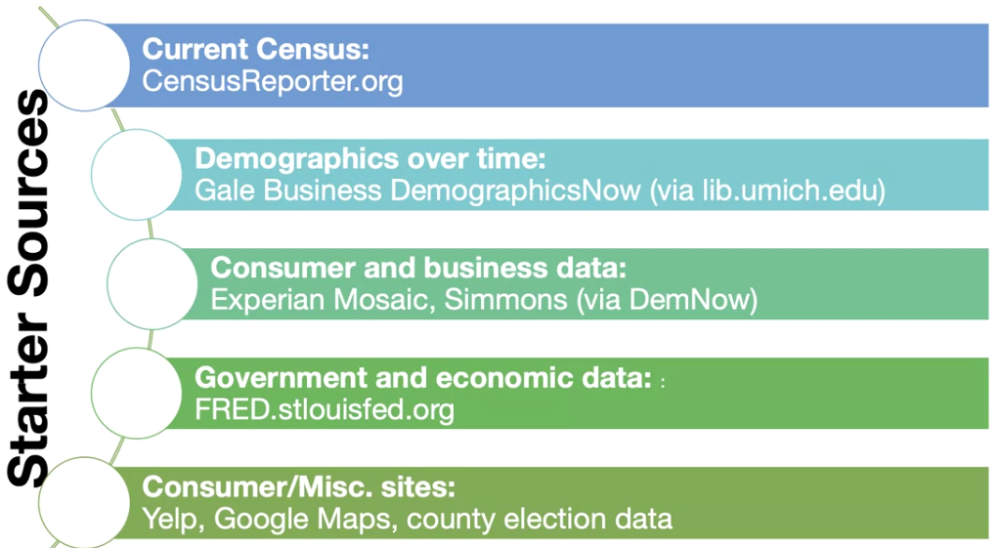 Starter Sources
Current Census:
CensusReporter.org
Demographics over time:
Gale Business DemographicsNow (via lib.umich.edu)
Consumer and business data:
Experian Mosaic, Simmons (via DemNow)
Government and economic data: :
FRED.stlouisfed.org
Consumer/Misc. sites:
Yelp, Google Maps, county election data